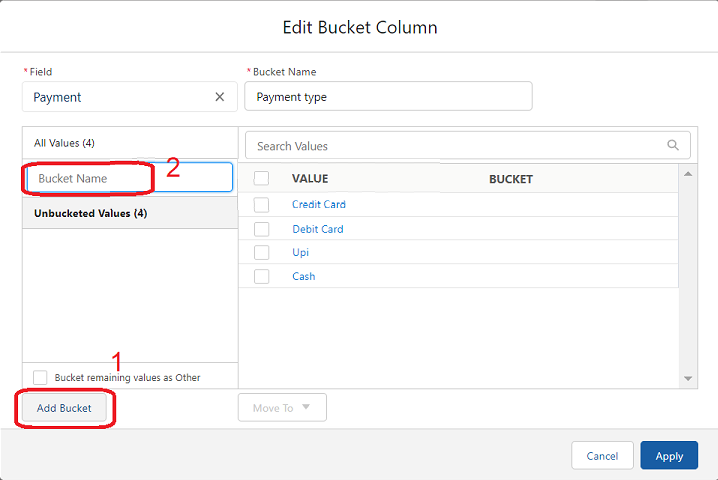 Edit Bucket Column
* Field
* Bucket Name
Payment
Payment type
All Values (4)
Search Values
Bucket Name
2
VALUE
BUCKET
Unbucketed Values (4)
Credit Card
Debit Card
Upi
Cash
1
Bucket remaining values as Other
Add Bucket
Move To
Cancel
Apply